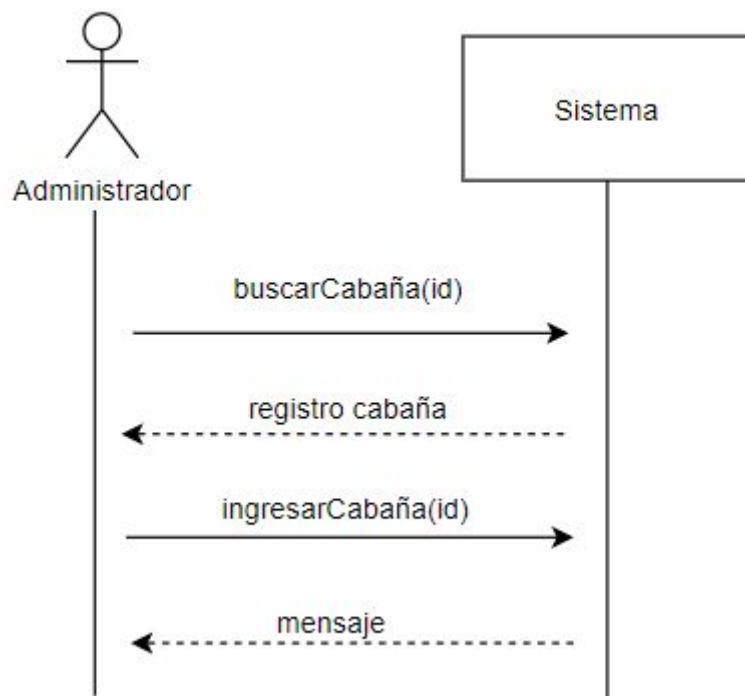 Sistema
Administrador
buscarCabaña(id)
registro cabaña
ingresarCabaña(id)
mensaje